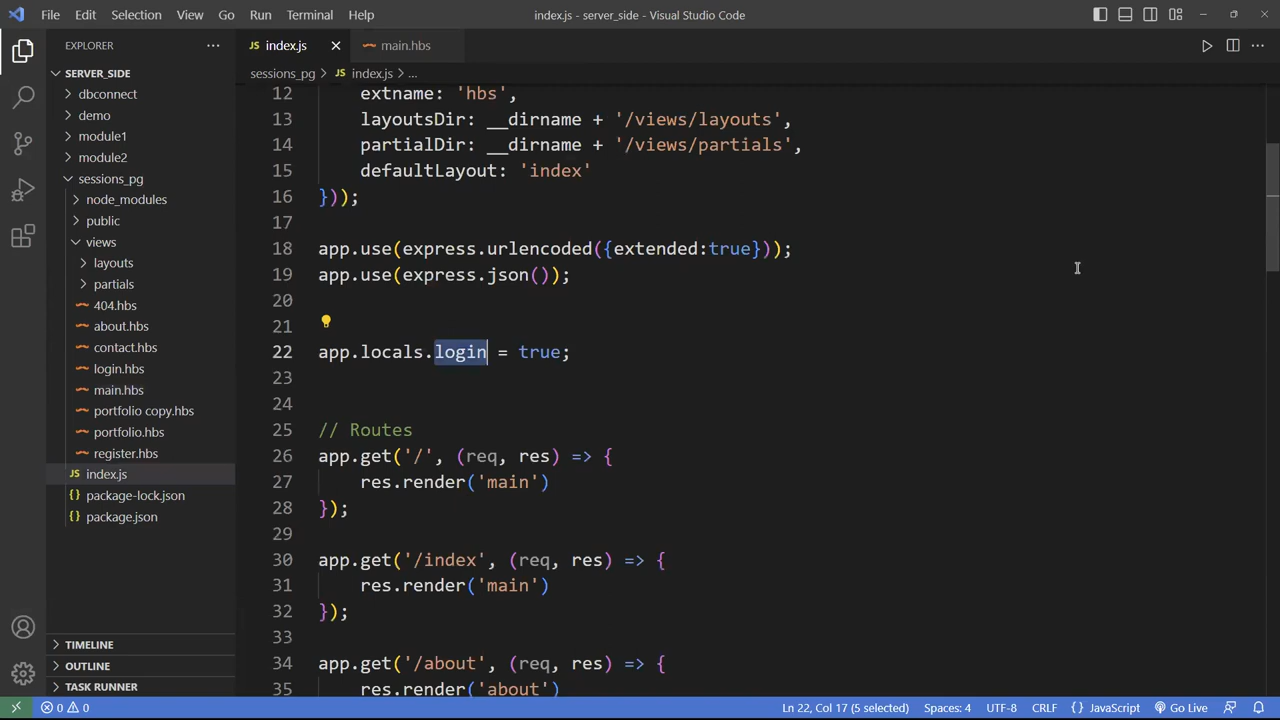 File Edit Selection View Go Run Terminal Help
index.js - server_side - Visual Studio Code
EXPLORER
SERVER_SIDE
dbconnect
demo
module1
module2
sessions_pg
node_modules
public
views
layouts
partials
404.hbs
about.hbs
contact.hbs
login.hbs
main.hbs
portfolio copy.hbs
portfolio.hbs
register.hbs
JS index.js
{} package-lock.json
{} package.json
TIMELINE
OUTLINE
TASK RUNNER
JS index.js main.hbs
sessions_pg > JS index.js > ...
12 extname: 'hbs',
13 layoutsDir: __dirname + '/views/layouts',
14 partialDir: __dirname + '/views/partials',
15 defaultLayout: 'index'
16 }));
17
18 app.use(express.urlencoded({extended:true}));
19 app.use(express.json());
20
21
22 app.locals.login = true;
23
24
25 // Routes
26 app.get('/', (req, res) => {
27 res.render('main')
28 });
29
30 app.get('/index', (req, res) => {
31 res.render('main')
32 });
33
34 app.get('/about', (req, res) => {
35 res.render('about')
0 0 Ln 22, Col 17 (5 selected) Spaces: 4 UTF-8 CRLF {} JavaScript Go Live